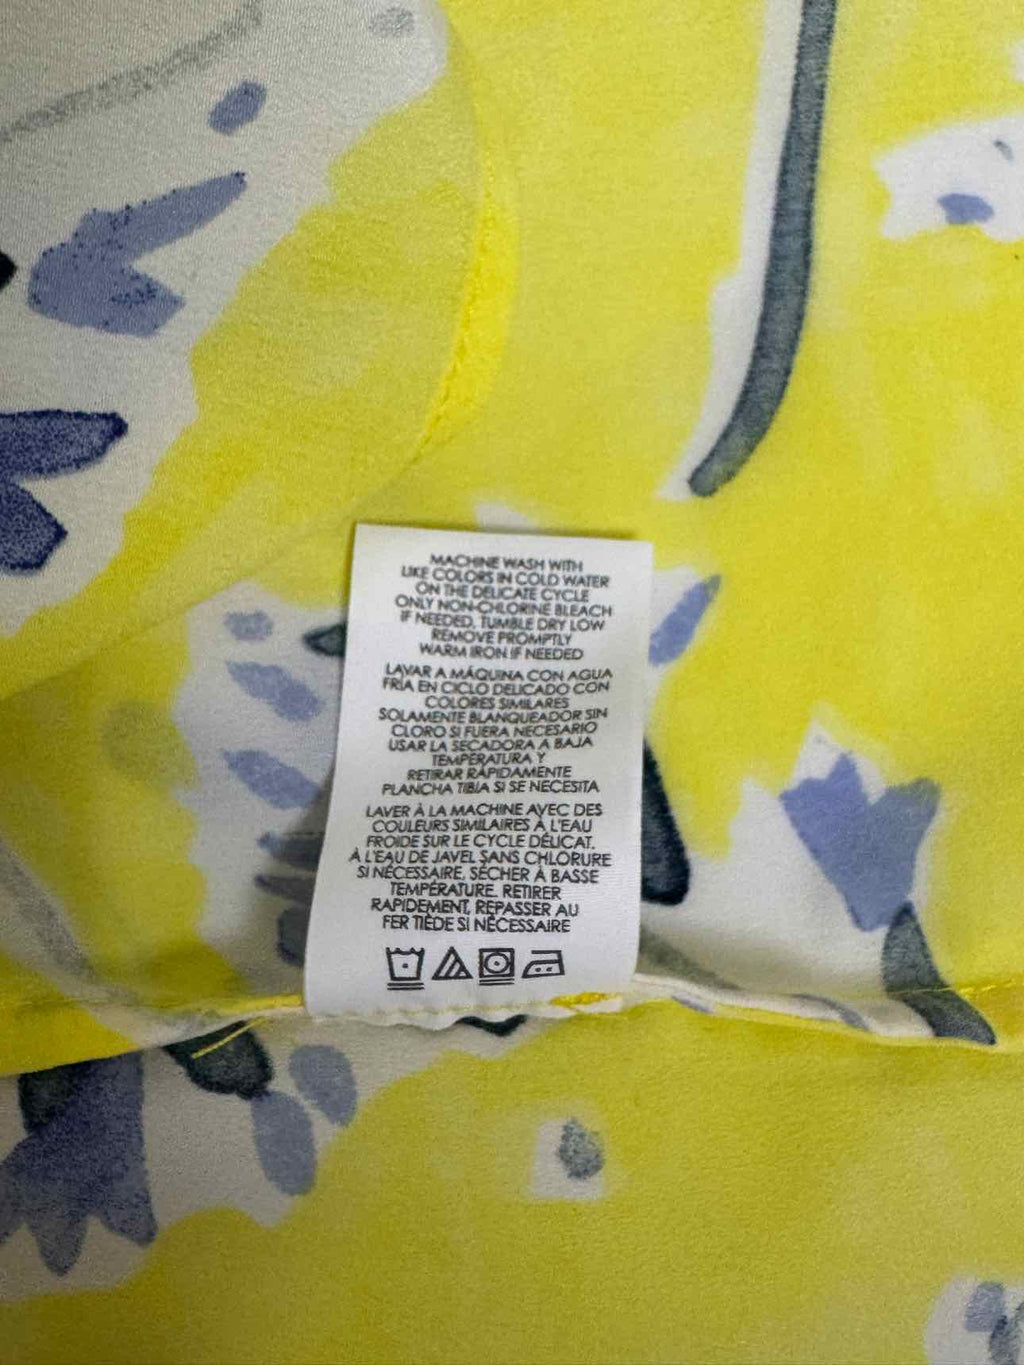 MACHINE WASH WITH
LIKE COLORS IN COLD WATER
ON THE DELICATE CYCLE
ONLY NON-CHLORINE BLEACH
IF NEEDED, TUMBLE DRY LOW
REMOVE PROMPTLY
WARM IRON IF NEEDED
LAVAR A MÁQUINA CON AGUA
FRÍA EN CICLO DELICADO CON
COLORES SIMILARES
SOLAMENTE BLANQUEADOR SIN
CLORO SI FUERA NECESARIO
USAR LA SECADORA A BAJA
TEMPERATURA Y
RETIRAR RÁPIDAMENTE
PLANCHA TIBIA SI SE NECESITA
LAVER À LA MACHINE AVEC DES
COULEURS SIMILAIRES À L'EAU
FROIDE SUR LE CYCLE DÉLICAT.
À L'EAU DE JAVEL SANS CHLORURE
SI NÉCESSAIRE, SÉCHER À BASSE
TEMPÉRATURE. RETIRER
RAPIDEMENT, REPASSER AU
FER TIÈDE SI NÉCESSAIRE